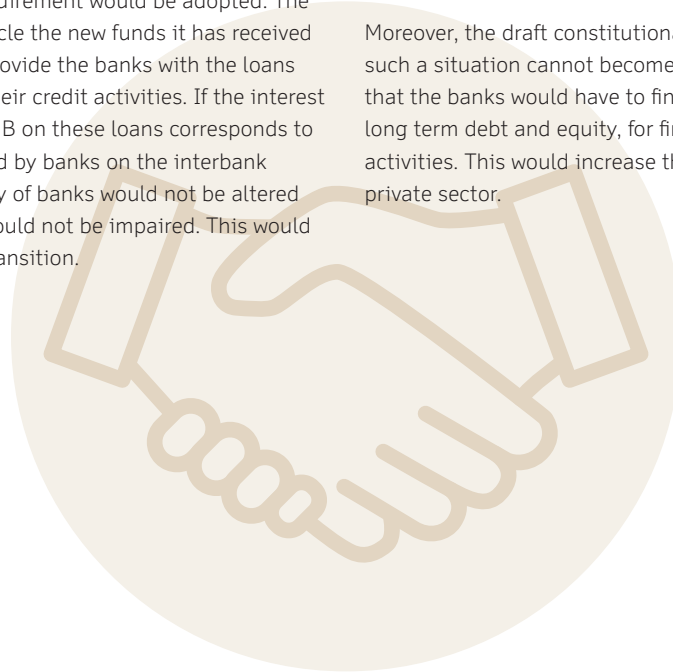 uirement would be adopted. The
cle the new funds it has received
ovide the banks with the loans
eir credit activities. If the interest
B on these loans corresponds to
d by banks on the interbank
y of banks would not be altered
ould not be impaired. This would
ansition.
Moreover, the draft constitutiona
such a situation cannot become
that the banks would have to fin
long term debt and equity, for fin
activities. This would increase th
private sector.